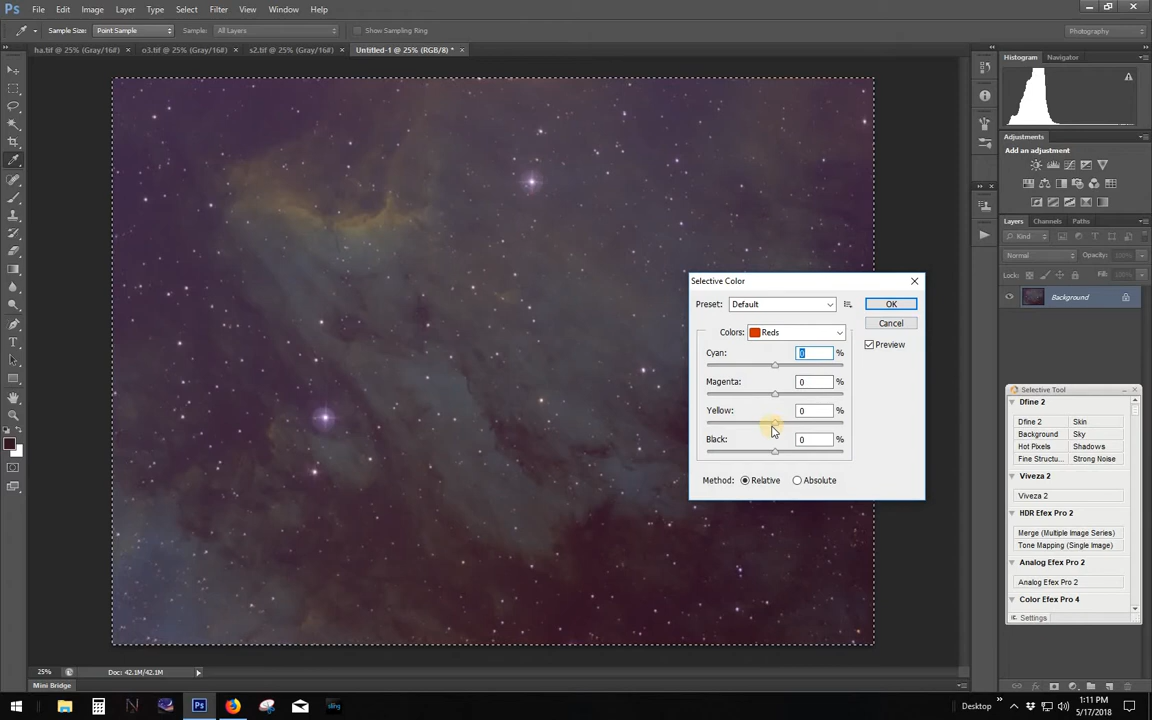 Ps File Edit Image Layer Type Select Filter View Window Help
Sample Size: Point Sample Sample: All Layers Show Sampling Ring Photography
ha.tif @ 25% (Gray/16#) × o3.tif @ 25% (Gray/16#) × s2.tif @ 25% (Gray/16#) × Untitled-1 @ 25% (RGB/8) * ×
Histogram Navigator
Adjustments
Add an adjustment
Layers Channels Paths
Kind
Normal Opacity: 100%
Lock: Fill: 100%
Background
Selective Color
Preset: Default OK
Colors: Reds Cancel
Cyan: 0 % Preview
Magenta: 0 %
Yellow: 0 %
Black: 0 %
Method: Relative Absolute
Selective Tool
Dfine 2
Dfine 2 Skin
Background Sky
Hot Pixels Shadows
Fine Structu... Strong Noise
Viveza 2
Viveza 2
HDR Efex Pro 2
Merge (Multiple Image Series)
Tone Mapping (Single Image)
Analog Efex Pro 2
Analog Efex Pro 2
Color Efex Pro 4
Settings
25% Doc: 42.1M/42.1M
Mini Bridge
Ps sling Desktop » 1:11 PM
5/17/2018